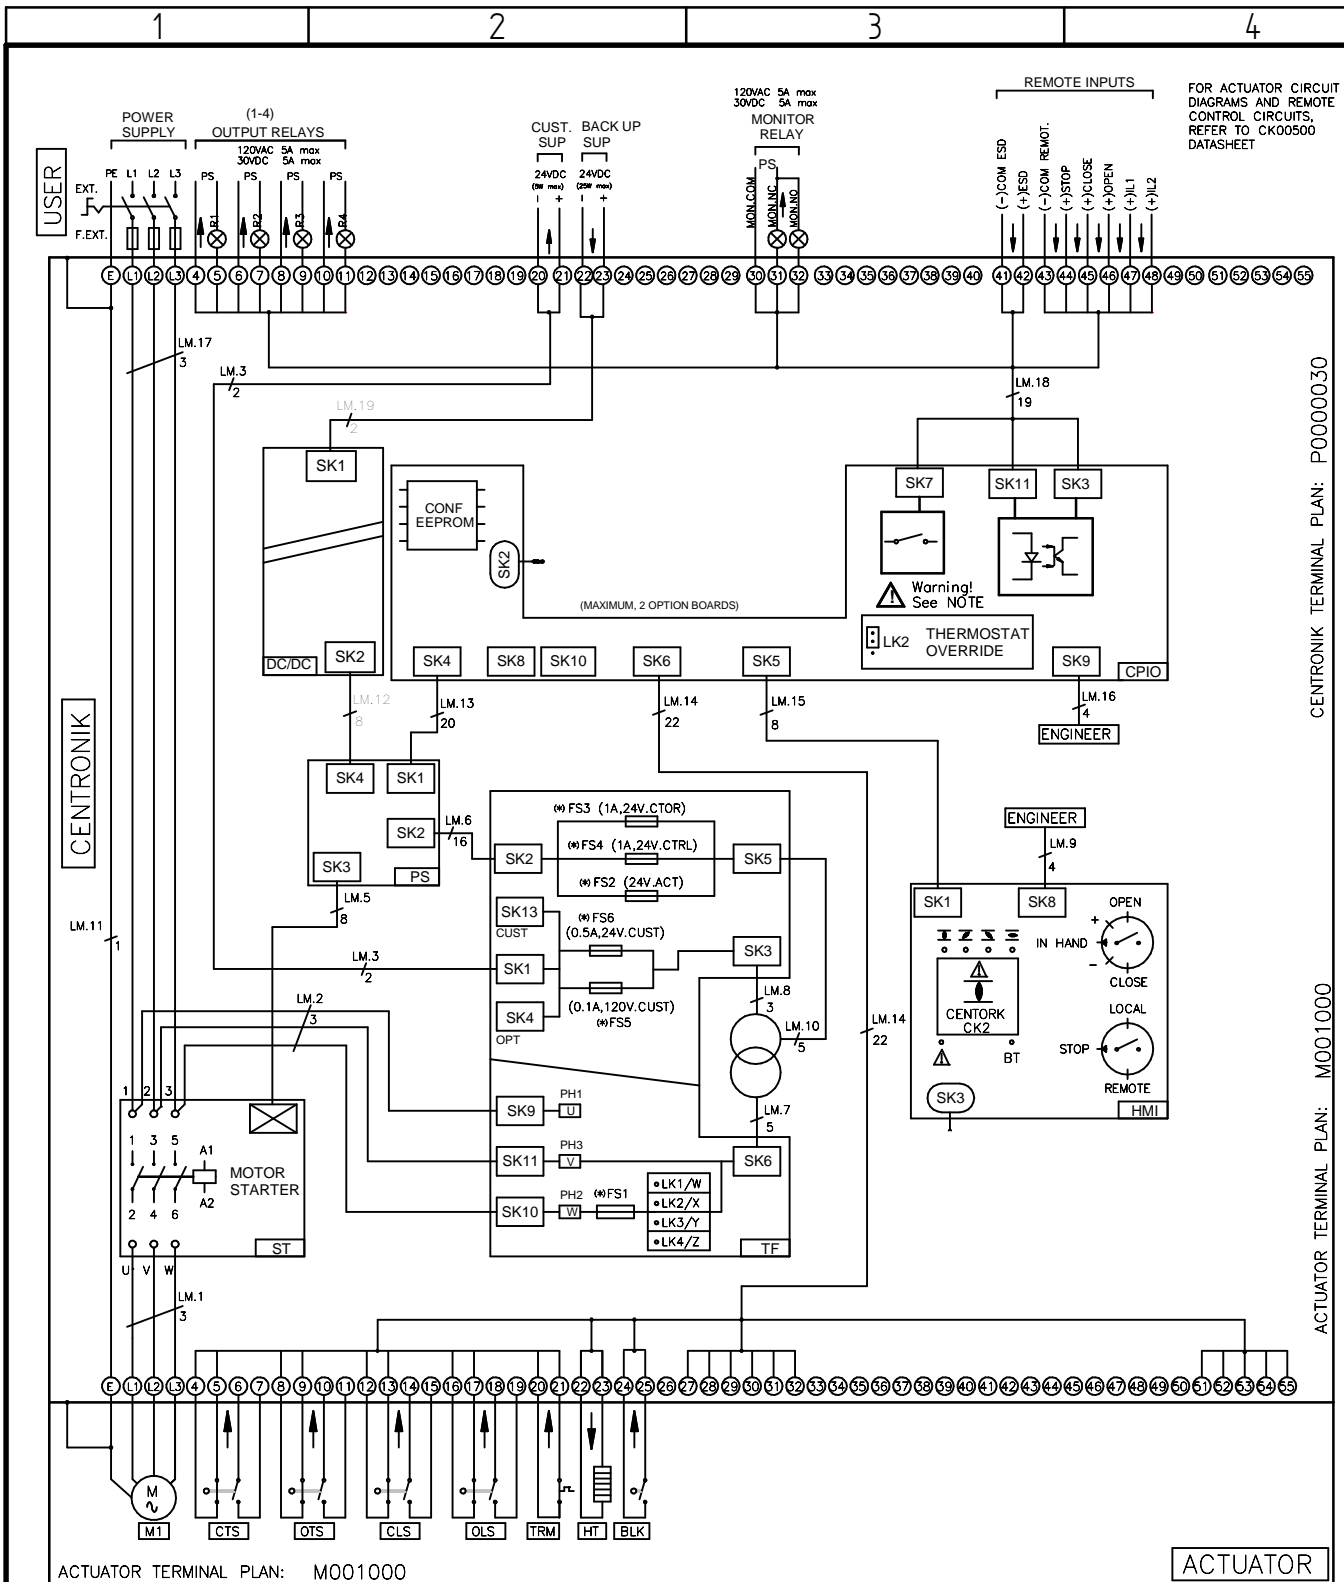 1 2 3 4
FOR ACTUATOR CIRCUIT
DIAGRAMS AND REMOTE
CONTROL CIRCUITS,
REFER TO CK00500
DATASHEET
USER
POWER
SUPPLY
PE L1 L2 L3
EXT.
F.EXT.
(1-4)
OUTPUT RELAYS
120VAC 5A max
30VDC 5A max
PS PS PS PS
R1 R2 R3 R4
CUST.
SUP
24VDC
(5W max)
- +
BACK UP
SUP
24VDC
(25W max)
- +
120VAC 5A max
30VDC 5A max
MONITOR
RELAY
PS
MON.COM
MON.NC
MON.NO
REMOTE INPUTS
(-)COM ESD
(+)ESD
(-)COM REMOT.
(+)STOP
(+)CLOSE
(+)OPEN
(+)IL1
(+)IL2
E L1 L2 L3 4 5 6 7 8 9 10 11 12 13 14 15 16 17 18 19 20 21 22 23 24 25 26 27 28 29 30 31 32 33 34 35 36 37 38 39 40 41 42 43 44 45 46 47 48 49 50 51 52 53 54 55
LM.17
3
LM.3
2
LM.19
2
LM.18
19
CENTRONIK TERMINAL PLAN: P0000030
SK1
SK2
DC/DC
CONF
EEPROM
SK2
(MAXIMUM, 2 OPTION BOARDS)
SK7
SK11
SK3
Warning!
See NOTE
LK2
THERMOSTAT
OVERRIDE
SK4
SK8
SK10
SK6
SK5
SK9
CPIO
LM.12
8
LM.13
20
LM.14
22
LM.15
8
LM.16
4
ENGINEER
CENTRONIK
SK4
SK1
SK2
SK3
PS
LM.6
16
LM.5
8
LM.11
1
LM.3
2
LM.2
3
(*)FS3 (1A,24V.CTOR)
SK2
(*)FS4 (1A,24V.CTRL)
SK5
(*)FS2 (24V.ACT)
SK13
CUST
(*)FS6
(0.5A,24V.CUST)
SK1
SK3
SK4
OPT
(0.1A,120V.CUST)
(*)FS5
LM.8
3
LM.10
5
LM.7
5
LM.14
22
SK9
PH1
U
SK11
PH3
V
SK6
SK10
PH2
W
(*)FS1
LK1/W
LK2/X
LK3/Y
LK4/Z
TF
ENGINEER
LM.9
4
SK1
SK8
OPEN
+
IN HAND
-
CLOSE
CENTORK
CK2
BT
LOCAL
STOP
REMOTE
SK3
HMI
1 2 3
1 3 5
A1
A2
2 4 6
MOTOR
STARTER
ST
U V W
LM.1
3
ACTUATOR TERMINAL PLAN: M001000
E L1 L2 L3 4 5 6 7 8 9 10 11 12 13 14 15 16 17 18 19 20 21 22 23 24 25 26 27 28 29 30 31 32 33 34 35 36 37 38 39 40 41 42 43 44 45 46 47 48 49 50 51 52 53 54 55
M
M1
CTS
OTS
CLS
OLS
TRM
HT
BLK
ACTUATOR TERMINAL PLAN: M001000
ACTUATOR